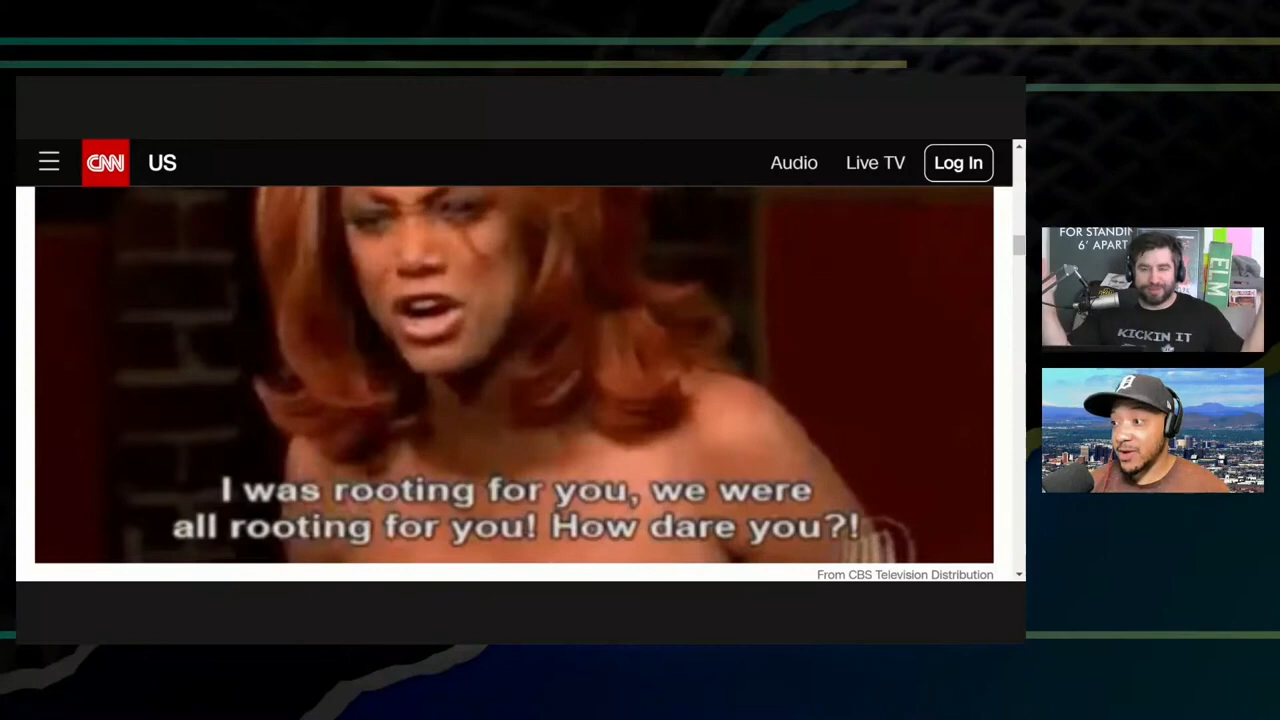 CNN
US
Audio
Live TV
Log In
I was rooting for you, we were
all rooting for you! How dare you?!
From CBS Television Distribution
FOR STANDIN
6' APART
ELM
KICKIN IT